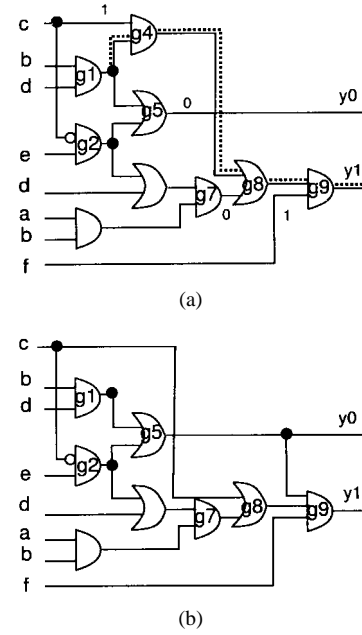 c 1 g4
b g1
d
g5 0 y0
g2
e
g8 y1
d g7 g9
a 0 1
b
f
(a)
c
b g1
d
g5 y0
g2
e
g8 y1
d g7 g9
a
b
f
(b)